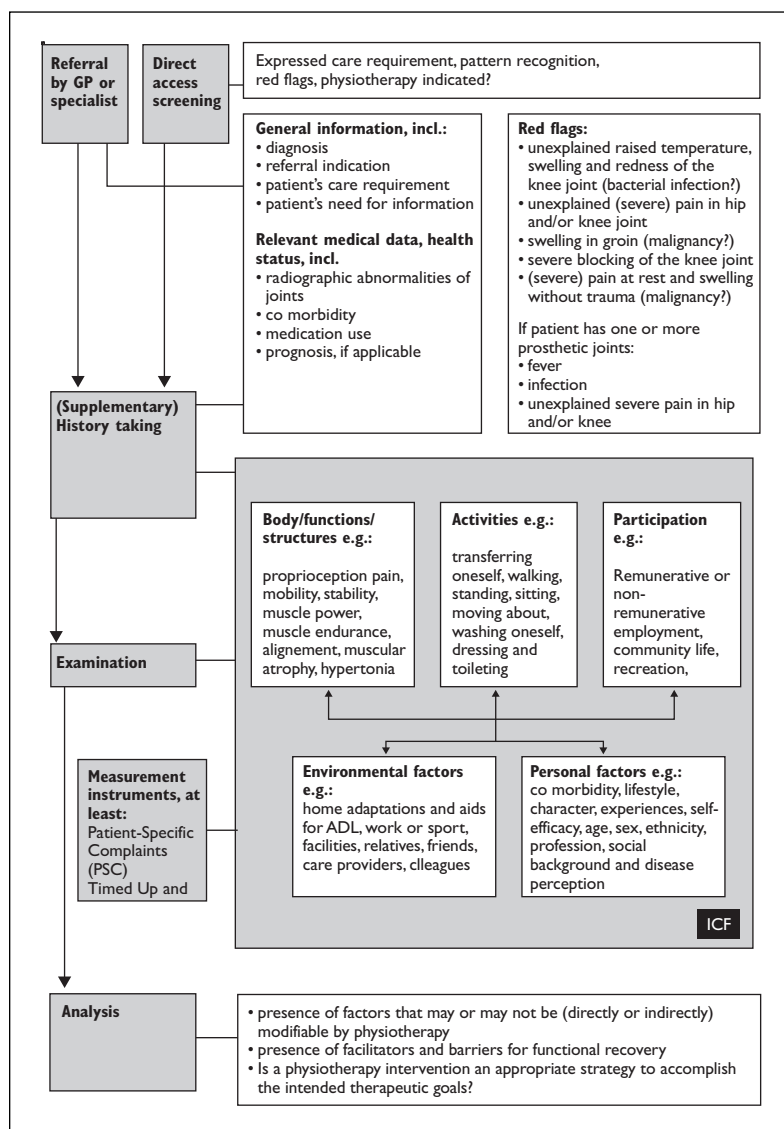 Referral
by GP or
specialist
Direct
access
screening
Expressed care requirement, pattern recognition,
red flags, physiotherapy indicated?
General information, incl.:
• diagnosis
• referral indication
• patient's care requirement
• patient's need for information
Relevant medical data, health
status, incl.
• radiographic abnormalities of
joints
• co morbidity
• medication use
• prognosis, if applicable
Red flags:
• unexplained raised temperature,
swelling and redness of the
knee joint (bacterial infection?)
• unexplained (severe) pain in hip
and/or knee joint
• swelling in groin (malignancy?)
• severe blocking of the knee joint
• (severe) pain at rest and swelling
without trauma (malignancy?)
If patient has one or more
prosthetic joints:
• fever
• infection
• unexplained severe pain in hip
and/or knee
(Supplementary)
History taking
Body/functions/
structures e.g.:
proprioception pain,
mobility, stability,
muscle power,
muscle endurance,
alignement, muscular
atrophy, hypertonia
Activities e.g.:
transferring
oneself, walking,
standing, sitting,
moving about,
washing oneself,
dressing and
toileting
Participation
e.g.:
Remunerative or
non-
remunerative
employment,
community life,
recreation,
Examination
Environmental factors
e.g.:
home adaptations and aids
for ADL, work or sport,
facilities, relatives, friends,
care providers, clleagues
Personal factors e.g.:
co morbidity, lifestyle,
character, experiences, self-
efficacy, age, sex, ethnicity,
profession, social
background and disease
perception
Measurement
instruments, at
least:
Patient-Specific
Complaints
(PSC)
Timed Up and
ICF
Analysis
• presence of factors that may or may not be (directly or indirectly)
modifiable by physiotherapy
• presence of facilitators and barriers for functional recovery
• Is a physiotherapy intervention an appropriate strategy to accomplish
the intended therapeutic goals?